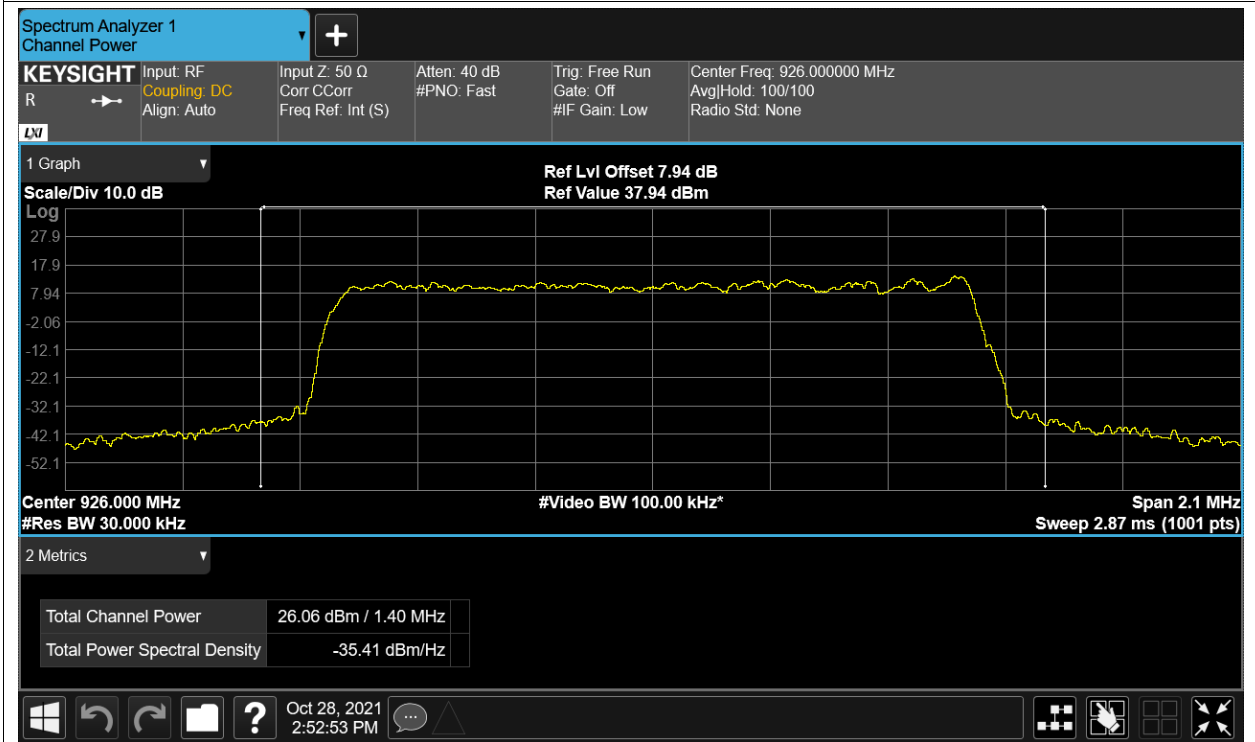 Spectrum Analyzer 1
Channel Power
KEYSIGHT
R
LXI
Input: RF
Coupling: DC
Align: Auto
Input Z: 50 Ω
Corr CCorr
Freq Ref: Int (S)
Atten: 40 dB
#PNO: Fast
Trig: Free Run
Gate: Off
#IF Gain: Low
Center Freq: 926.000000 MHz
Avg|Hold: 100/100
Radio Std: None
1 Graph
Scale/Div 10.0 dB
Ref Lvl Offset 7.94 dB
Ref Value 37.94 dBm
Log
27.9
17.9
7.94
-2.06
-12.1
-22.1
-32.1
-42.1
-52.1
Center 926.000 MHz
#Video BW 100.00 kHz*
Span 2.1 MHz
#Res BW 30.000 kHz
Sweep 2.87 ms (1001 pts)
2 Metrics
Total Channel Power 26.06 dBm / 1.40 MHz
Total Power Spectral Density -35.41 dBm/Hz
?
Oct 28, 2021
2:52:53 PM